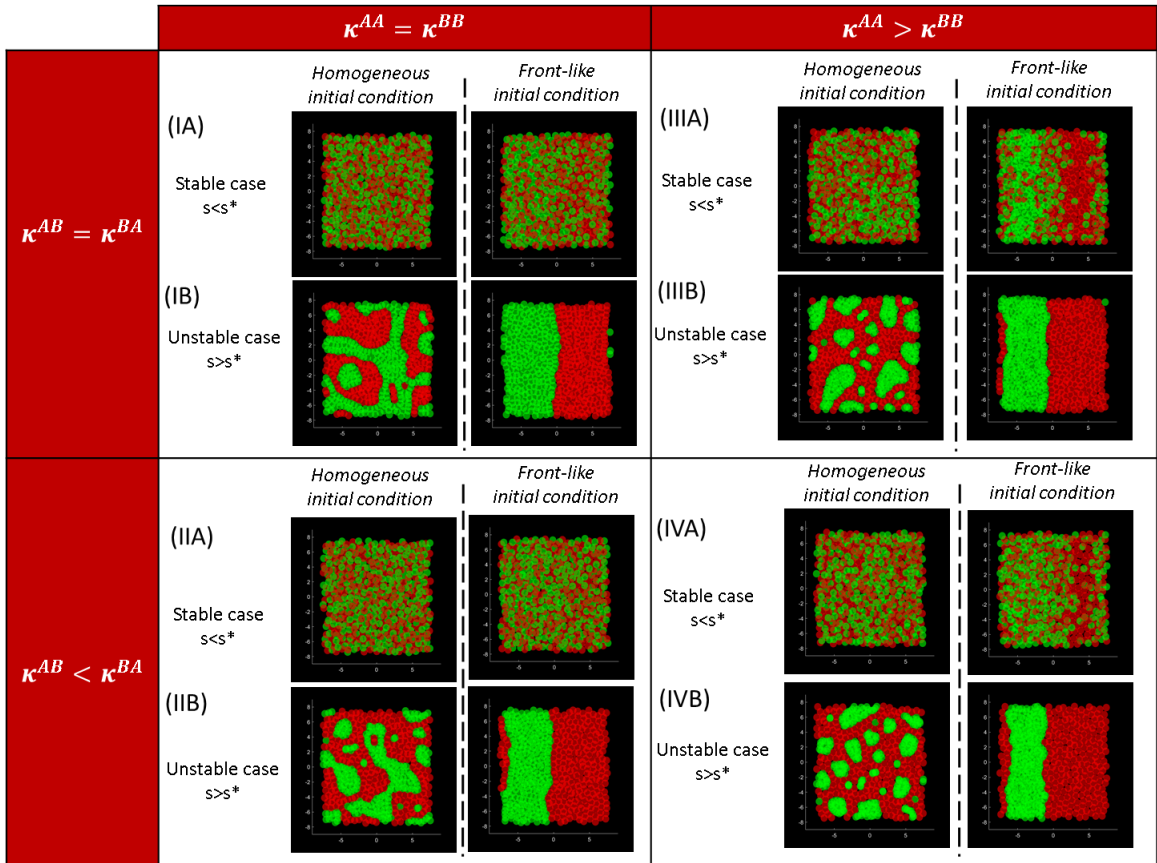 κ^AA = κ^BB
κ^AA > κ^BB
κ^AB = κ^BA
Homogeneous
initial condition
Front-like
initial condition
(IA)
Stable case
s<s*
(IB)
Unstable case
s>s*
Homogeneous
initial condition
Front-like
initial condition
(IIIA)
Stable case
s<s*
(IIIB)
Unstable case
s>s*
κ^AB < κ^BA
Homogeneous
initial condition
Front-like
initial condition
(IIA)
Stable case
s<s*
(IIB)
Unstable case
s>s*
Homogeneous
initial condition
Front-like
initial condition
(IVA)
Stable case
s<s*
(IVB)
Unstable case
s>s*